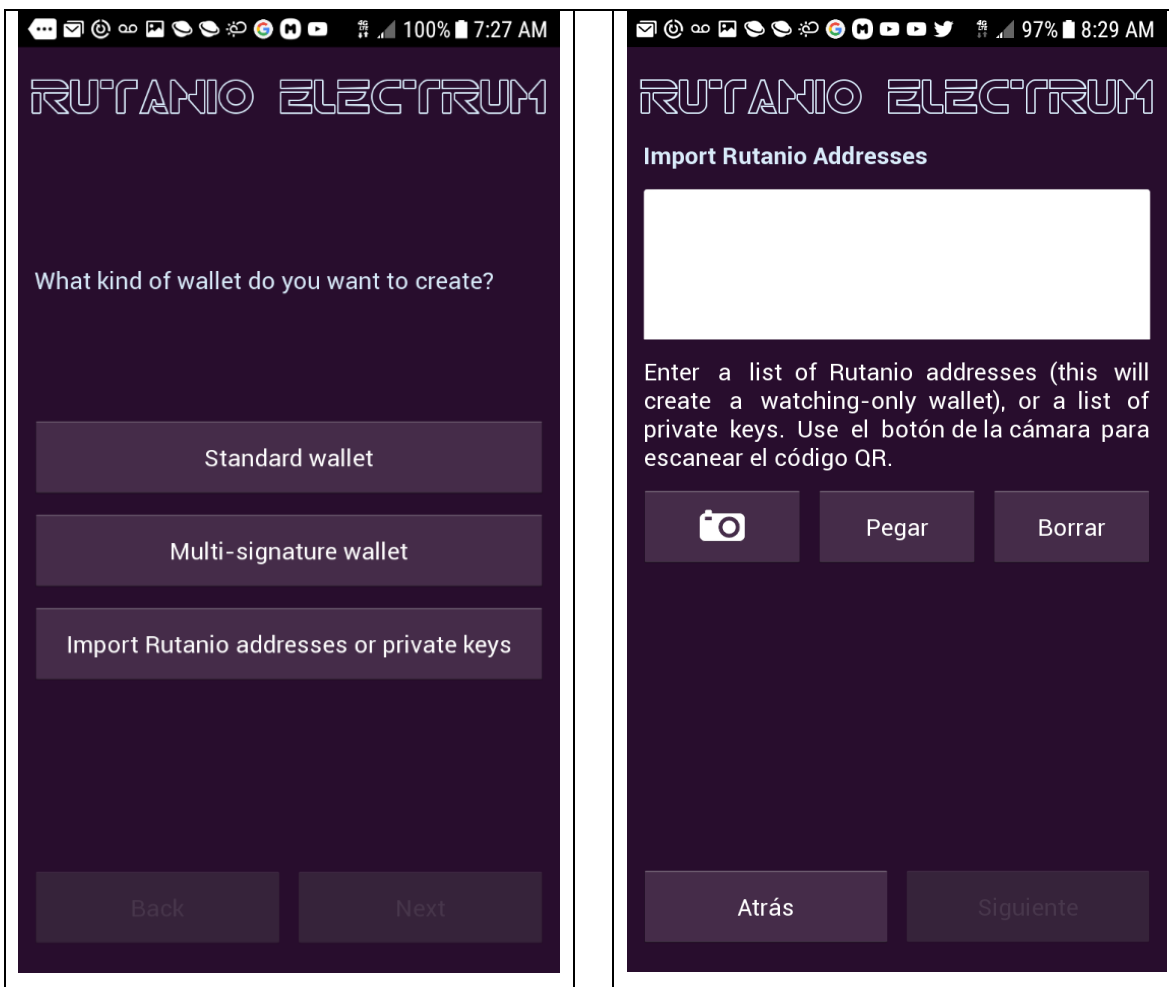 100% 7:27 AM
RUTANIO ELECTRUM
What kind of wallet do you want to create?
Standard wallet
Multi-signature wallet
Import Rutanio addresses or private keys
Back Next
97% 8:29 AM
RUTANIO ELECTRUM
Import Rutanio Addresses
Enter a list of Rutanio addresses (this will
create a watching-only wallet), or a list of
private keys. Use el botón de la cámara para
escanear el código QR.
Pegar Borrar
Atrás Siguiente